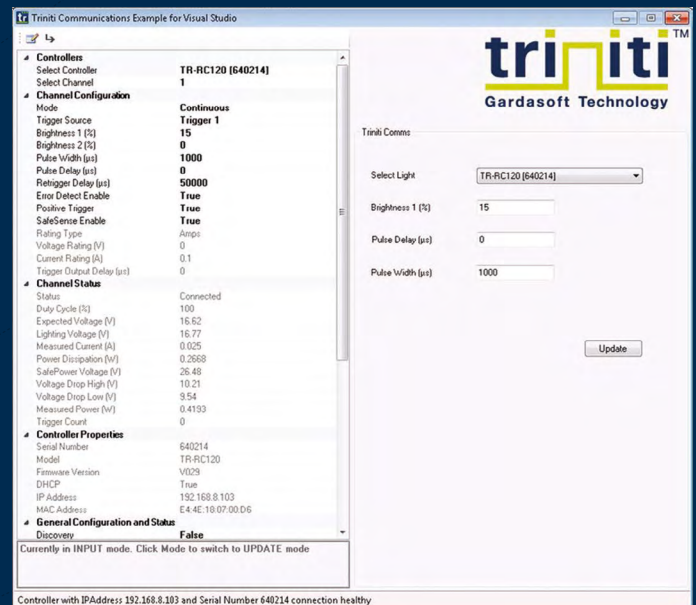 tr Triniti Communications Example for Visual Studio
Controllers
Select Controller TR-RC120 [640214]
Select Channel 1
Channel Configuration
Mode Continuous
Trigger Source Trigger 1
Brightness 1 (%) 15
Brightness 2 (%) 0
Pulse Width (µs) 1000
Pulse Delay (µs) 0
Retrigger Delay (µs) 50000
Error Detect Enable True
Positive Trigger True
SafeSense Enable True
Rating Type Amps
Voltage Rating (V) 0
Current Rating (A) 0.1
Trigger Output Delay (µs) 0
Channel Status
Status Connected
Duty Cycle (%) 100
Expected Voltage (V) 16.62
Lighting Voltage (V) 16.77
Measured Current (A) 0.025
Power Dissipation (W) 0.2668
SafePower Voltage (V) 26.48
Voltage Drop High (V) 10.21
Voltage Drop Low (V) 9.54
Measured Power (W) 0.4193
Trigger Count 0
Controller Properties
Serial Number 640214
Model TR-RC120
Firmware Version V029
DHCP True
IP Address 192.168.8.103
MAC Address E4:4E:18:07:00:D6
General Configuration and Status
Discovery False
Currently in INPUT mode. Click Mode to switch to UPDATE mode
triniti TM
Gardasoft Technology
Triniti Comms
Select Light TR-RC120 [640214]
Brightness 1 (%) 15
Pulse Delay (µs) 0
Pulse Width (µs) 1000
Update
Controller with IPAddress 192.168.8.103 and Serial Number 640214 connection healthy